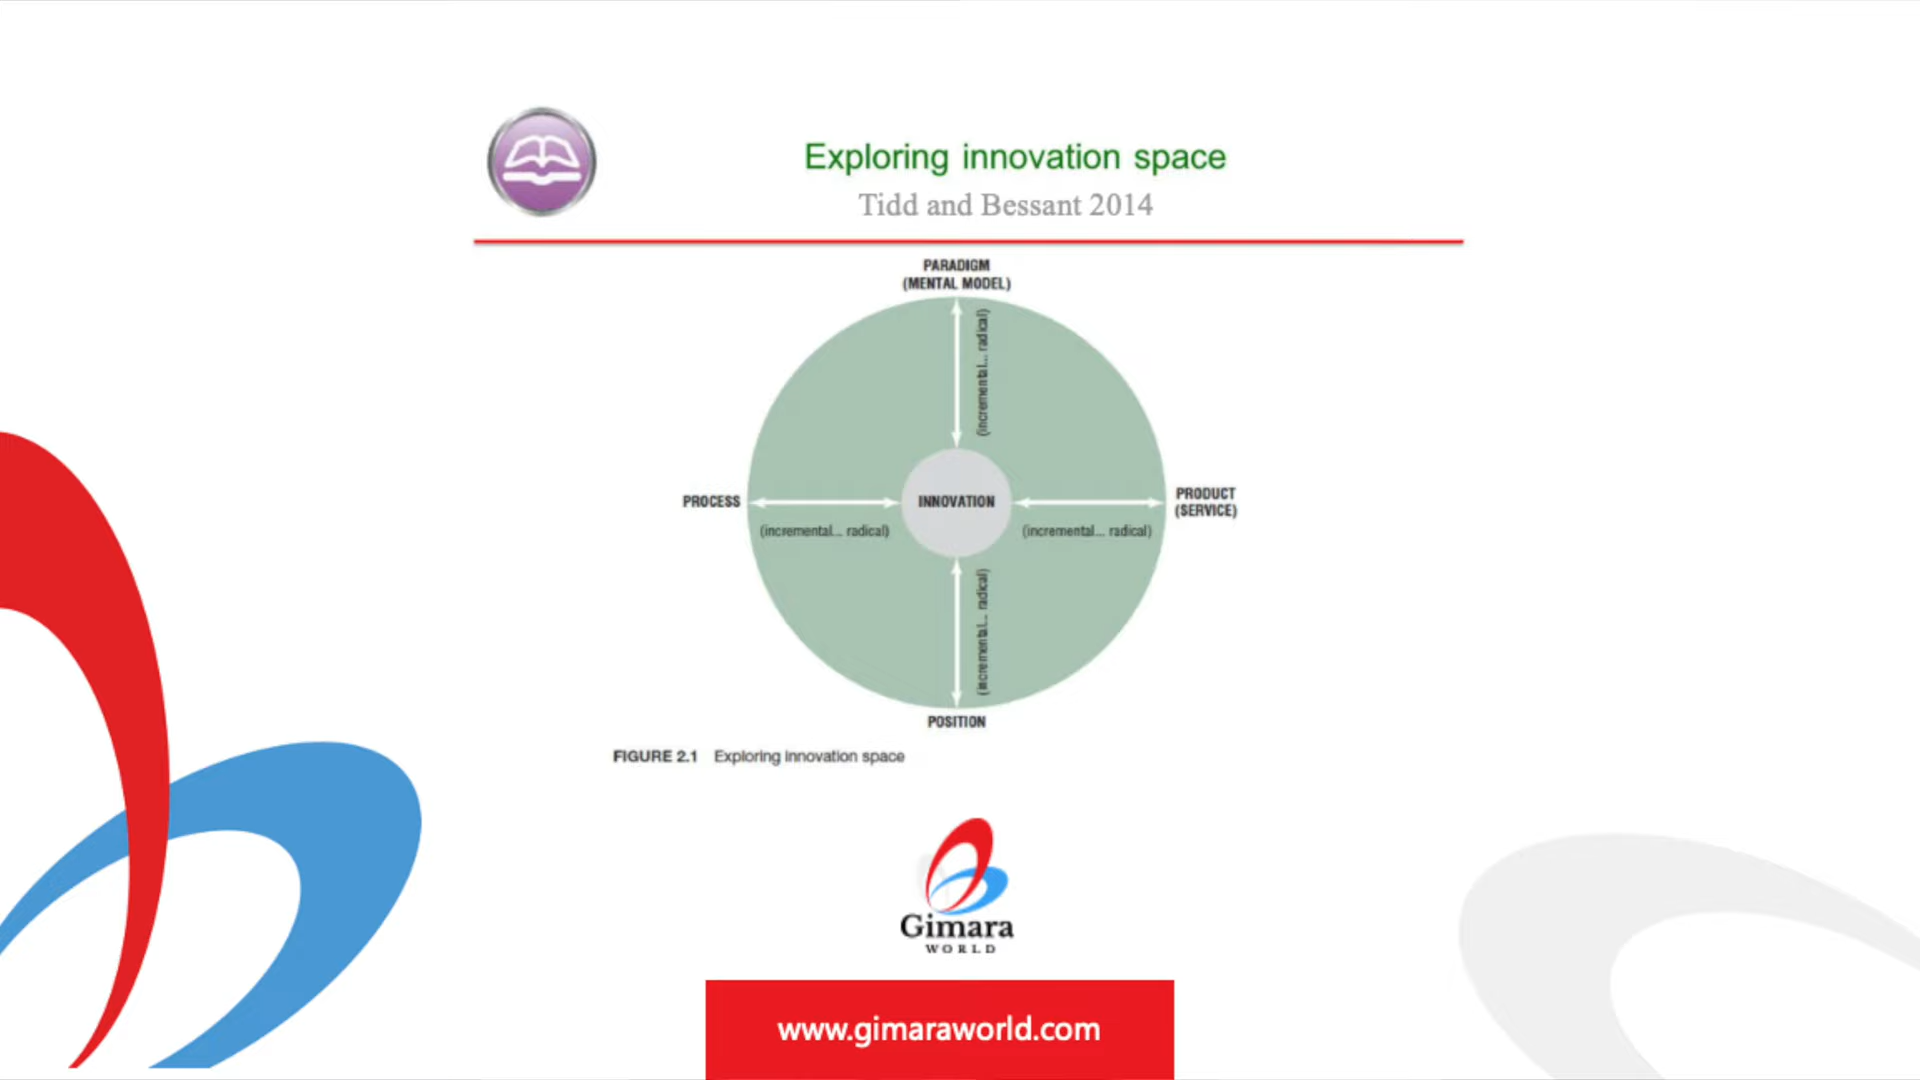 Exploring innovation space
Tidd and Bessant 2014
PARADIGM
(MENTAL MODEL)
(incremental... radical)
PROCESS
INNOVATION
PRODUCT
(SERVICE)
(incremental... radical)
(incremental... radical)
(incremental... radical)
POSITION
FIGURE 2.1 Exploring innovation space
Gimara
WORLD
www.gimaraworld.com